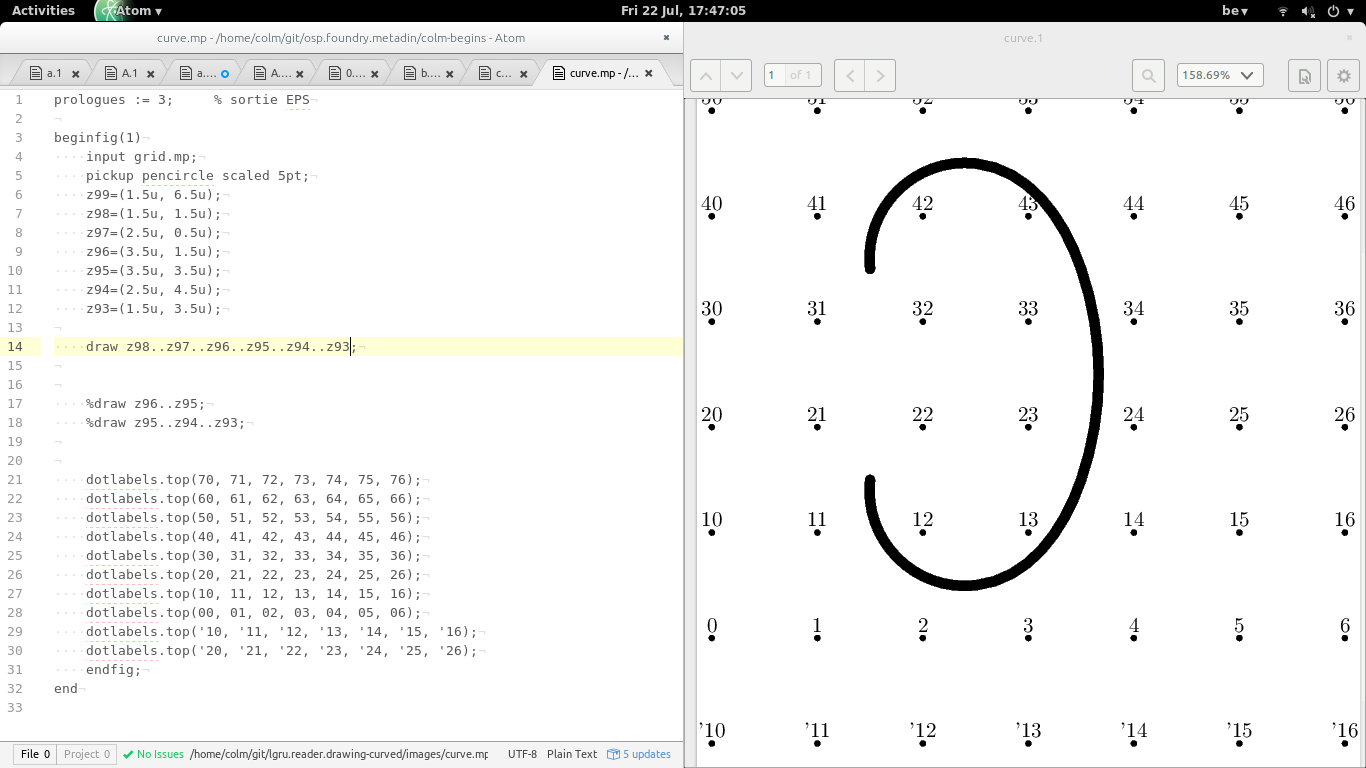 Activities Atom ▾ Fri 22 Jul, 17:47:05 be ▾
curve.mp - /home/colm/git/osp.foundry.metadin/colm-begins - Atom
curve.1
a.1 A.1 a.... A.... 0.... b.... c... curve.mp - /...
1 of 1 158.69%
1 prologues := 3;     % sortie EPS
2
3 beginfig(1)
4     input grid.mp;
5     pickup pencircle scaled 5pt;
6     z99=(1.5u, 6.5u);
7     z98=(1.5u, 1.5u);
8     z97=(2.5u, 0.5u);
9     z96=(3.5u, 1.5u);
10     z95=(3.5u, 3.5u);
11     z94=(2.5u, 4.5u);
12     z93=(1.5u, 3.5u);
13
14     draw z98..z97..z96..z95..z94..z93;
15
16
17     %draw z96..z95;
18     %draw z95..z94..z93;
19
20
21     dotlabels.top(70, 71, 72, 73, 74, 75, 76);
22     dotlabels.top(60, 61, 62, 63, 64, 65, 66);
23     dotlabels.top(50, 51, 52, 53, 54, 55, 56);
24     dotlabels.top(40, 41, 42, 43, 44, 45, 46);
25     dotlabels.top(30, 31, 32, 33, 34, 35, 36);
26     dotlabels.top(20, 21, 22, 23, 24, 25, 26);
27     dotlabels.top(10, 11, 12, 13, 14, 15, 16);
28     dotlabels.top(00, 01, 02, 03, 04, 05, 06);
29     dotlabels.top('10, '11, '12, '13, '14, '15, '16);
30     dotlabels.top('20, '21, '22, '23, '24, '25, '26);
31     endfig;
32 end
33
File 0 Project 0 No Issues /home/colm/git/lgru.reader.drawing-curved/images/curve.mp UTF-8 Plain Text 5 updates
50 51 52 53 54 55 56
40 41 42 43 44 45 46
30 31 32 33 34 35 36
20 21 22 23 24 25 26
10 11 12 13 14 15 16
0 1 2 3 4 5 6
’10 ’11 ’12 ’13 ’14 ’15 ’16